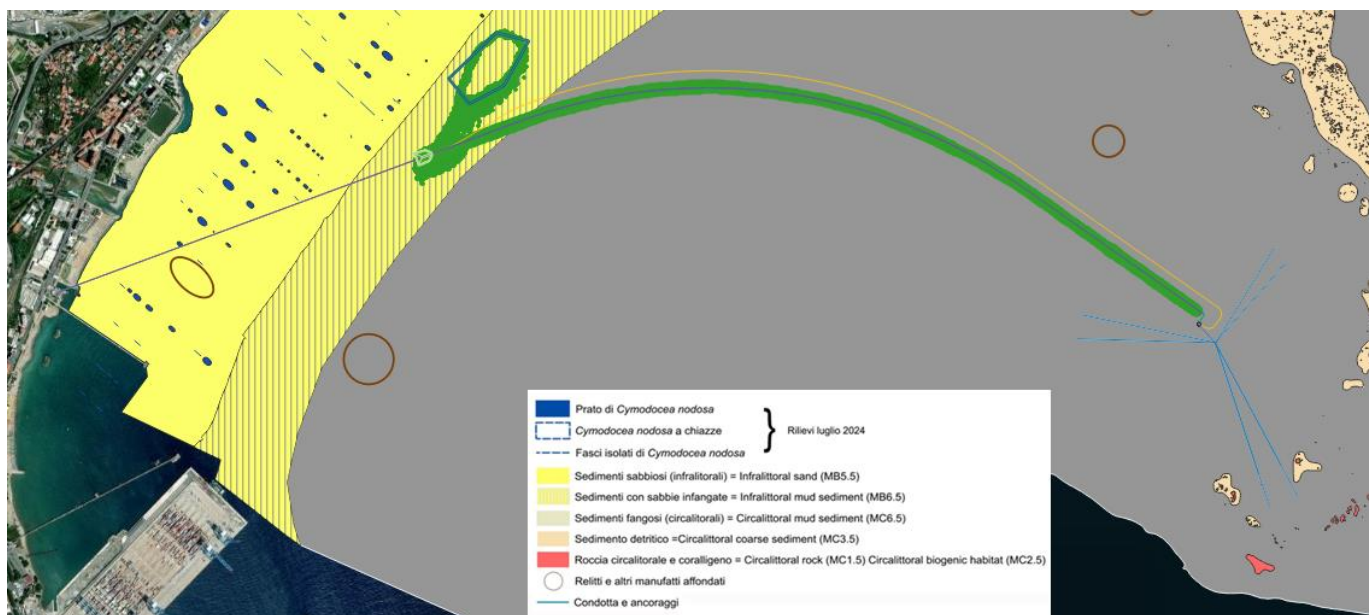 Prato di Cymodocea nodosa
Cymodocea nodosa a chiazze
} Rilievi luglio 2024
Fasci isolati di Cymodocea nodosa
Sedimenti sabbiosi (infralitorali) = Infralittoral sand (MB5.5)
Sedimenti con sabbie infangate = Infralittoral mud sediment (MB6.5)
Sedimenti fangosi (circalitorali) = Circalittoral mud sediment (MC6.5)
Sedimento detritico =Circalittoral coarse sediment (MC3.5)
Roccia circalitorale e coralligeno = Circalittoral rock (MC1.5) Circalittoral biogenic habitat (MC2.5)
Relitti e altri manufatti affondati
Condotta e ancoraggi